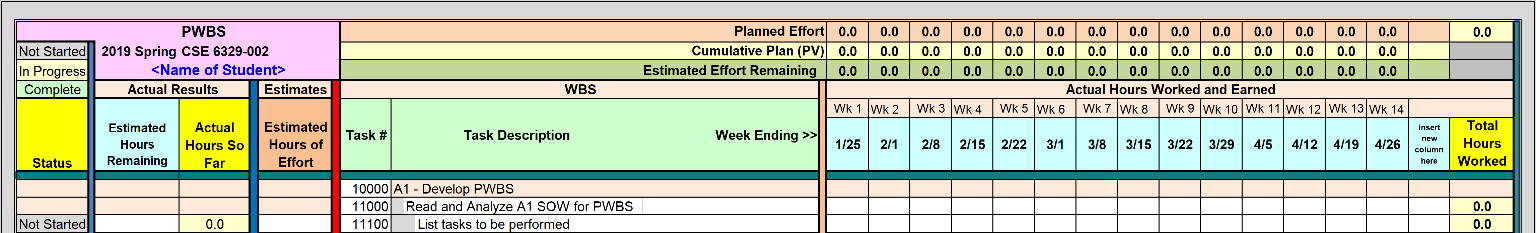 PWBS Planned Effort 0.0 0.0 0.0 0.0 0.0 0.0 0.0 0.0 0.0 0.0 0.0 0.0 0.0 0.0 0.0
Not Started 2019 Spring CSE 6329-002 Cumulative Plan (PV) 0.0 0.0 0.0 0.0 0.0 0.0 0.0 0.0 0.0 0.0 0.0 0.0 0.0 0.0
In Progress <Name of Student> Estimated Effort Remaining 0.0 0.0 0.0 0.0 0.0 0.0 0.0 0.0 0.0 0.0 0.0 0.0 0.0 0.0
Complete Actual Results Estimates WBS Actual Hours Worked and Earned
Wk 1 Wk 2 Wk 3 Wk 4 Wk 5 Wk 6 Wk 7 Wk 8 Wk 9 Wk 10 Wk 11 Wk 12 Wk 13 Wk 14
Status
Estimated
Hours
Remaining
Actual
Hours So
Far
Estimated
Hours of
Effort
Task # Task Description Week Ending >> 1/25 2/1 2/8 2/15 2/22 3/1 3/8 3/15 3/22 3/29 4/5 4/12 4/19 4/26
insert
new
column
here
Total
Hours
Worked
10000 A1 - Develop PWBS
11000 Read and Analyze A1 SOW for PWBS 0.0
Not Started 0.0 11100 List tasks to be performed 0.0